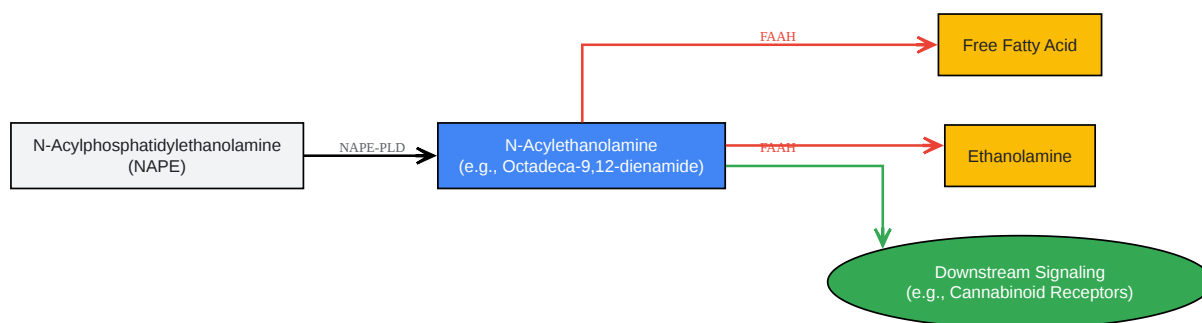 FAAH
Free Fatty Acid
N-Acylphosphatidylethanolamine
(NAPE)
NAPE-PLD
N-Acylethanolamine
(e.g., Octadeca-9,12-dienamide)
FAAH
Ethanolamine
Downstream Signaling
(e.g., Cannabinoid Receptors)